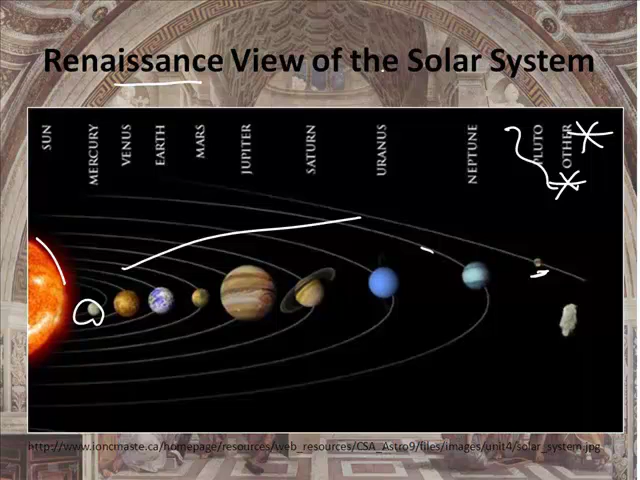 Renaissance View of the Solar System
SUN
MERCURY
VENUS
EARTH
MARS
JUPITER
SATURN
URANUS
NEPTUNE
PLUTO
OTHER
http://www.ioncmaste.ca/homepage/resources/web_resources/CSA_Astro9/files/images/unit4/solar_system.jpg